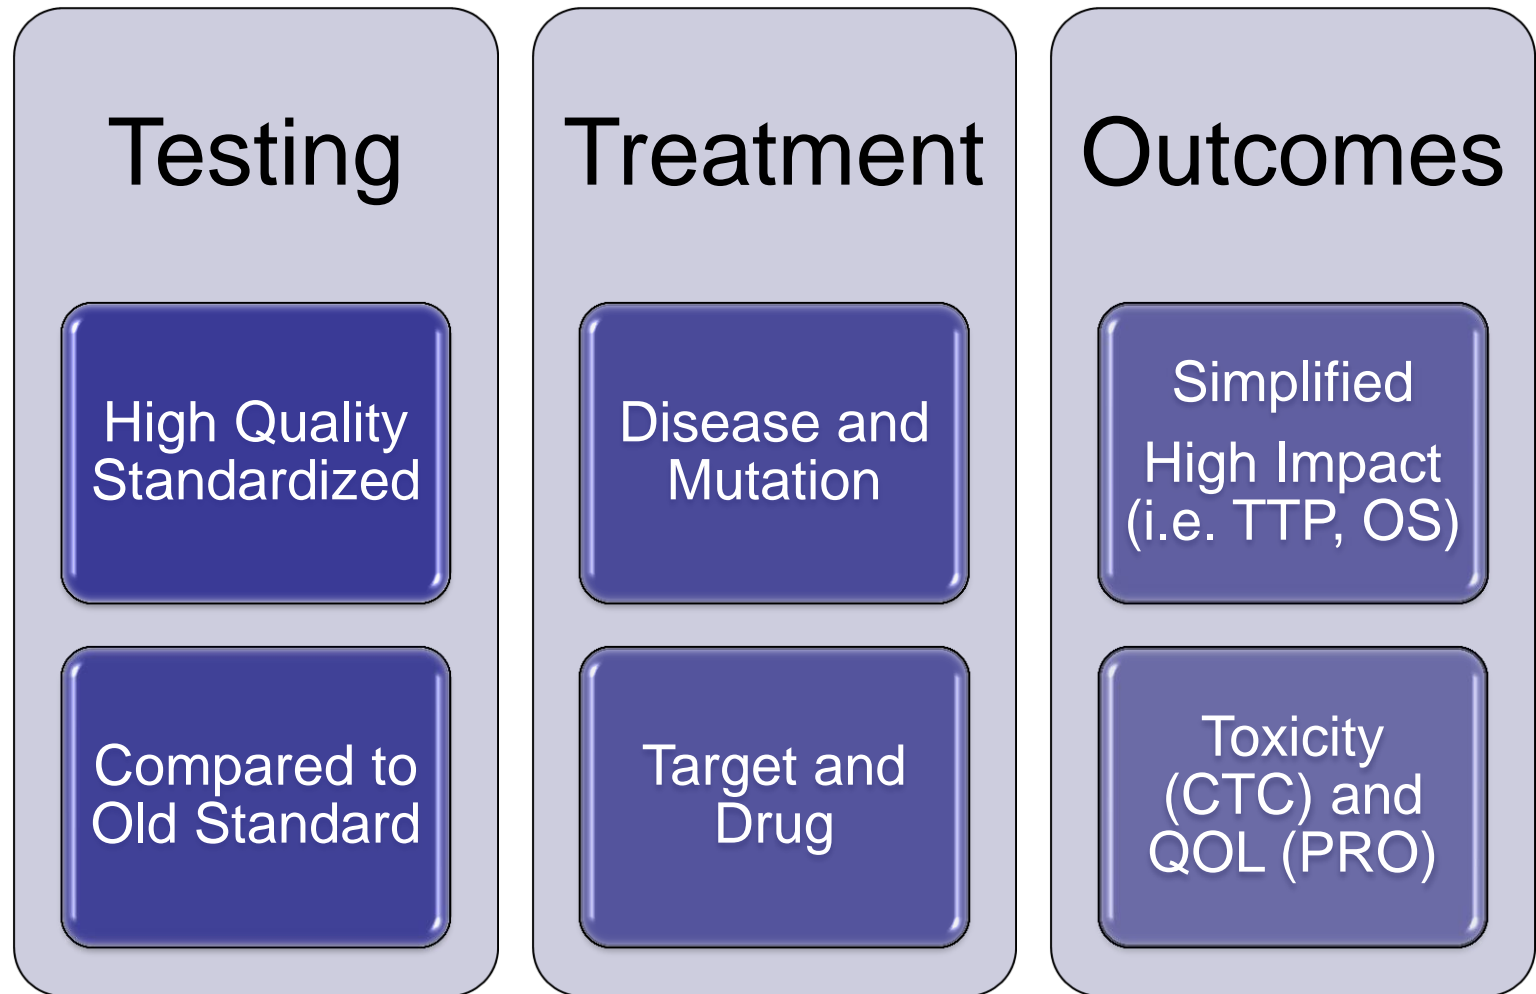 Testing
High Quality
Standardized
Compared to
Old Standard
Treatment
Disease and
Mutation
Target and
Drug
Outcomes
Simplified
High Impact
(i.e. TTP, OS)
Toxicity
(CTC) and
QOL (PRO)